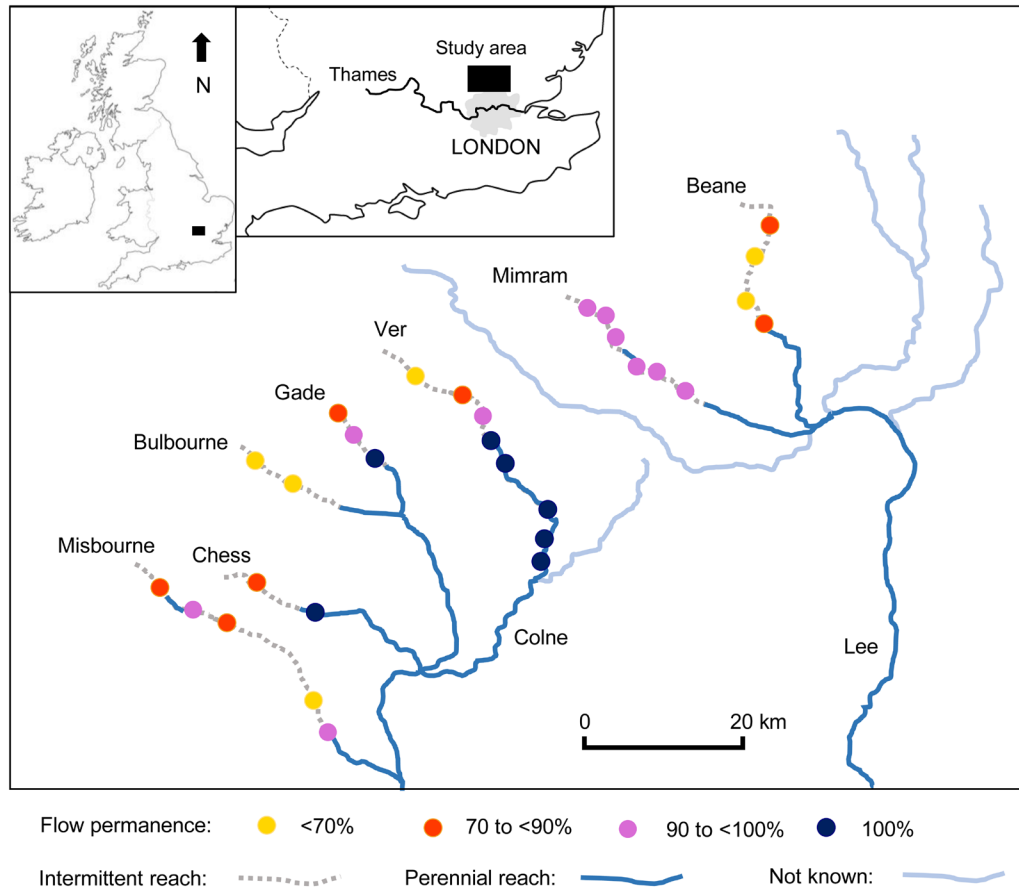 N
Study area
Thames
LONDON
Beane
Mimram
Ver
Gade
Bulbourne
Misbourne
Chess
Colne
Lee
0 20 km
Flow permanence: <70% 70 to <90% 90 to <100% 100%
Intermittent reach: Perennial reach: Not known: